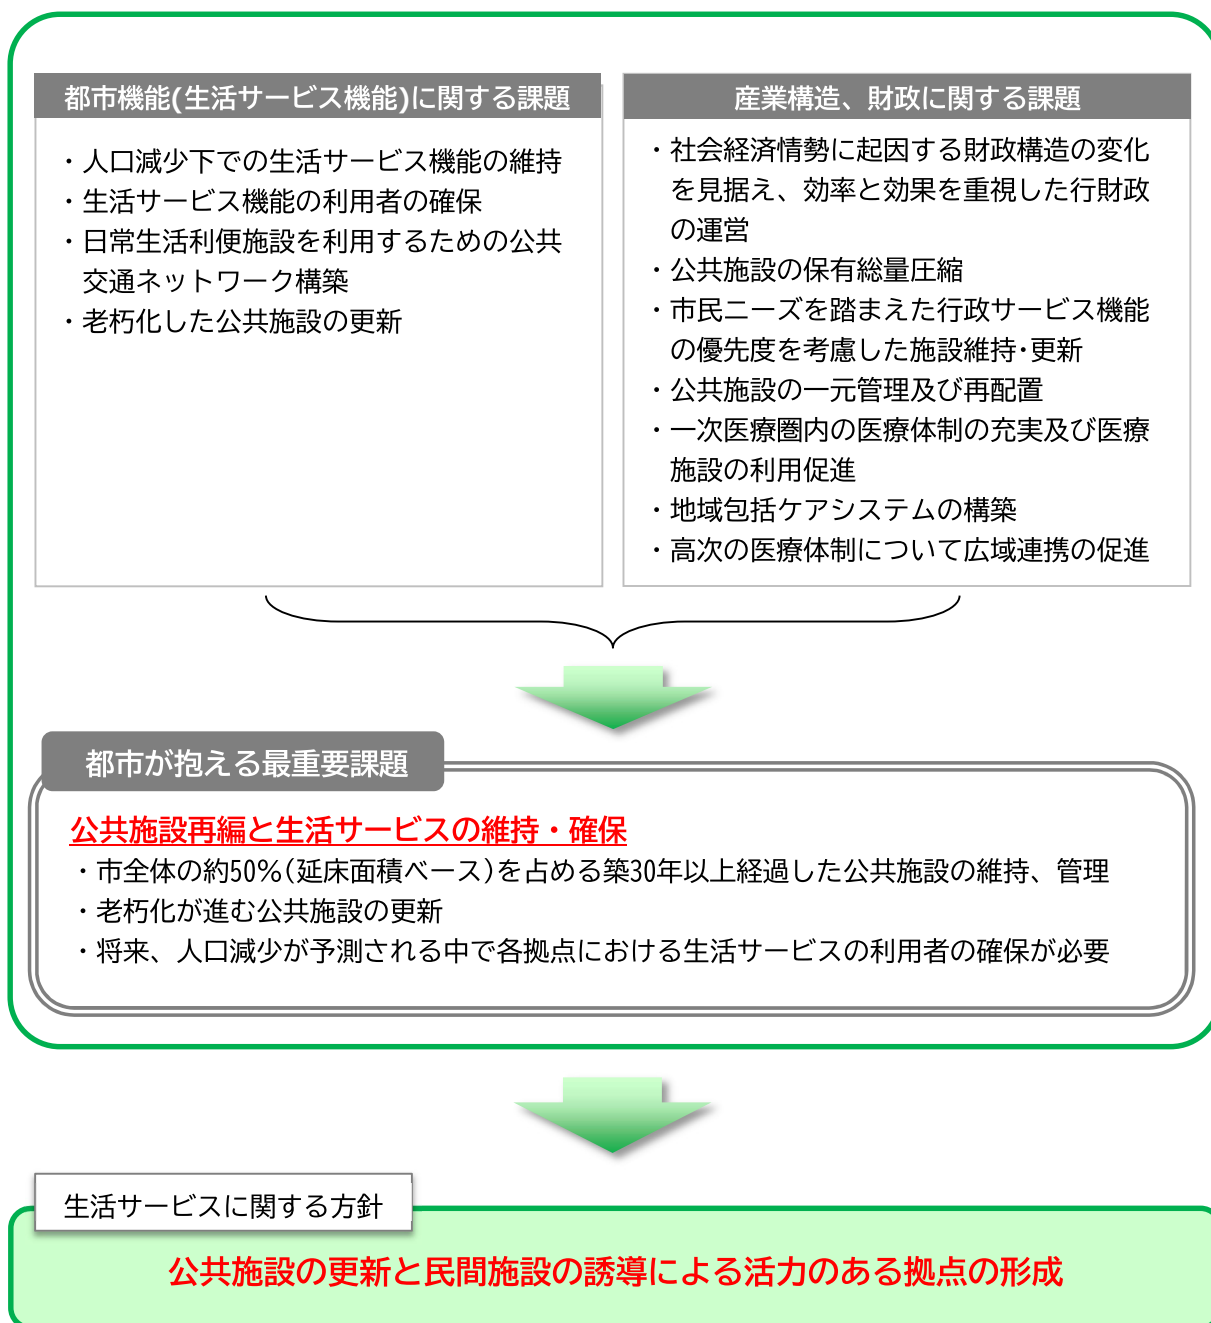 都市機能(生活サービス機能)に関する課題
・人口減少下での生活サービス機能の維持
・生活サービス機能の利用者の確保
・日常生活利便施設を利用するための公共
交通ネットワーク構築
・老朽化した公共施設の更新
産業構造、財政に関する課題
・社会経済情勢に起因する財政構造の変化
を見据え、効率と効果を重視した行財政
の運営
・公共施設の保有総量圧縮
・市民ニーズを踏まえた行政サービス機能
の優先度を考慮した施設維持･更新
・公共施設の一元管理及び再配置
・一次医療圏内の医療体制の充実及び医療
施設の利用促進
・地域包括ケアシステムの構築
・高次の医療体制について広域連携の促進
都市が抱える最重要課題
公共施設再編と生活サービスの維持・確保
・市全体の約50％(延床面積ベース)を占める築30年以上経過した公共施設の維持、管理
・老朽化が進む公共施設の更新
・将来、人口減少が予測される中で各拠点における生活サービスの利用者の確保が必要
生活サービスに関する方針
公共施設の更新と民間施設の誘導による活力のある拠点の形成